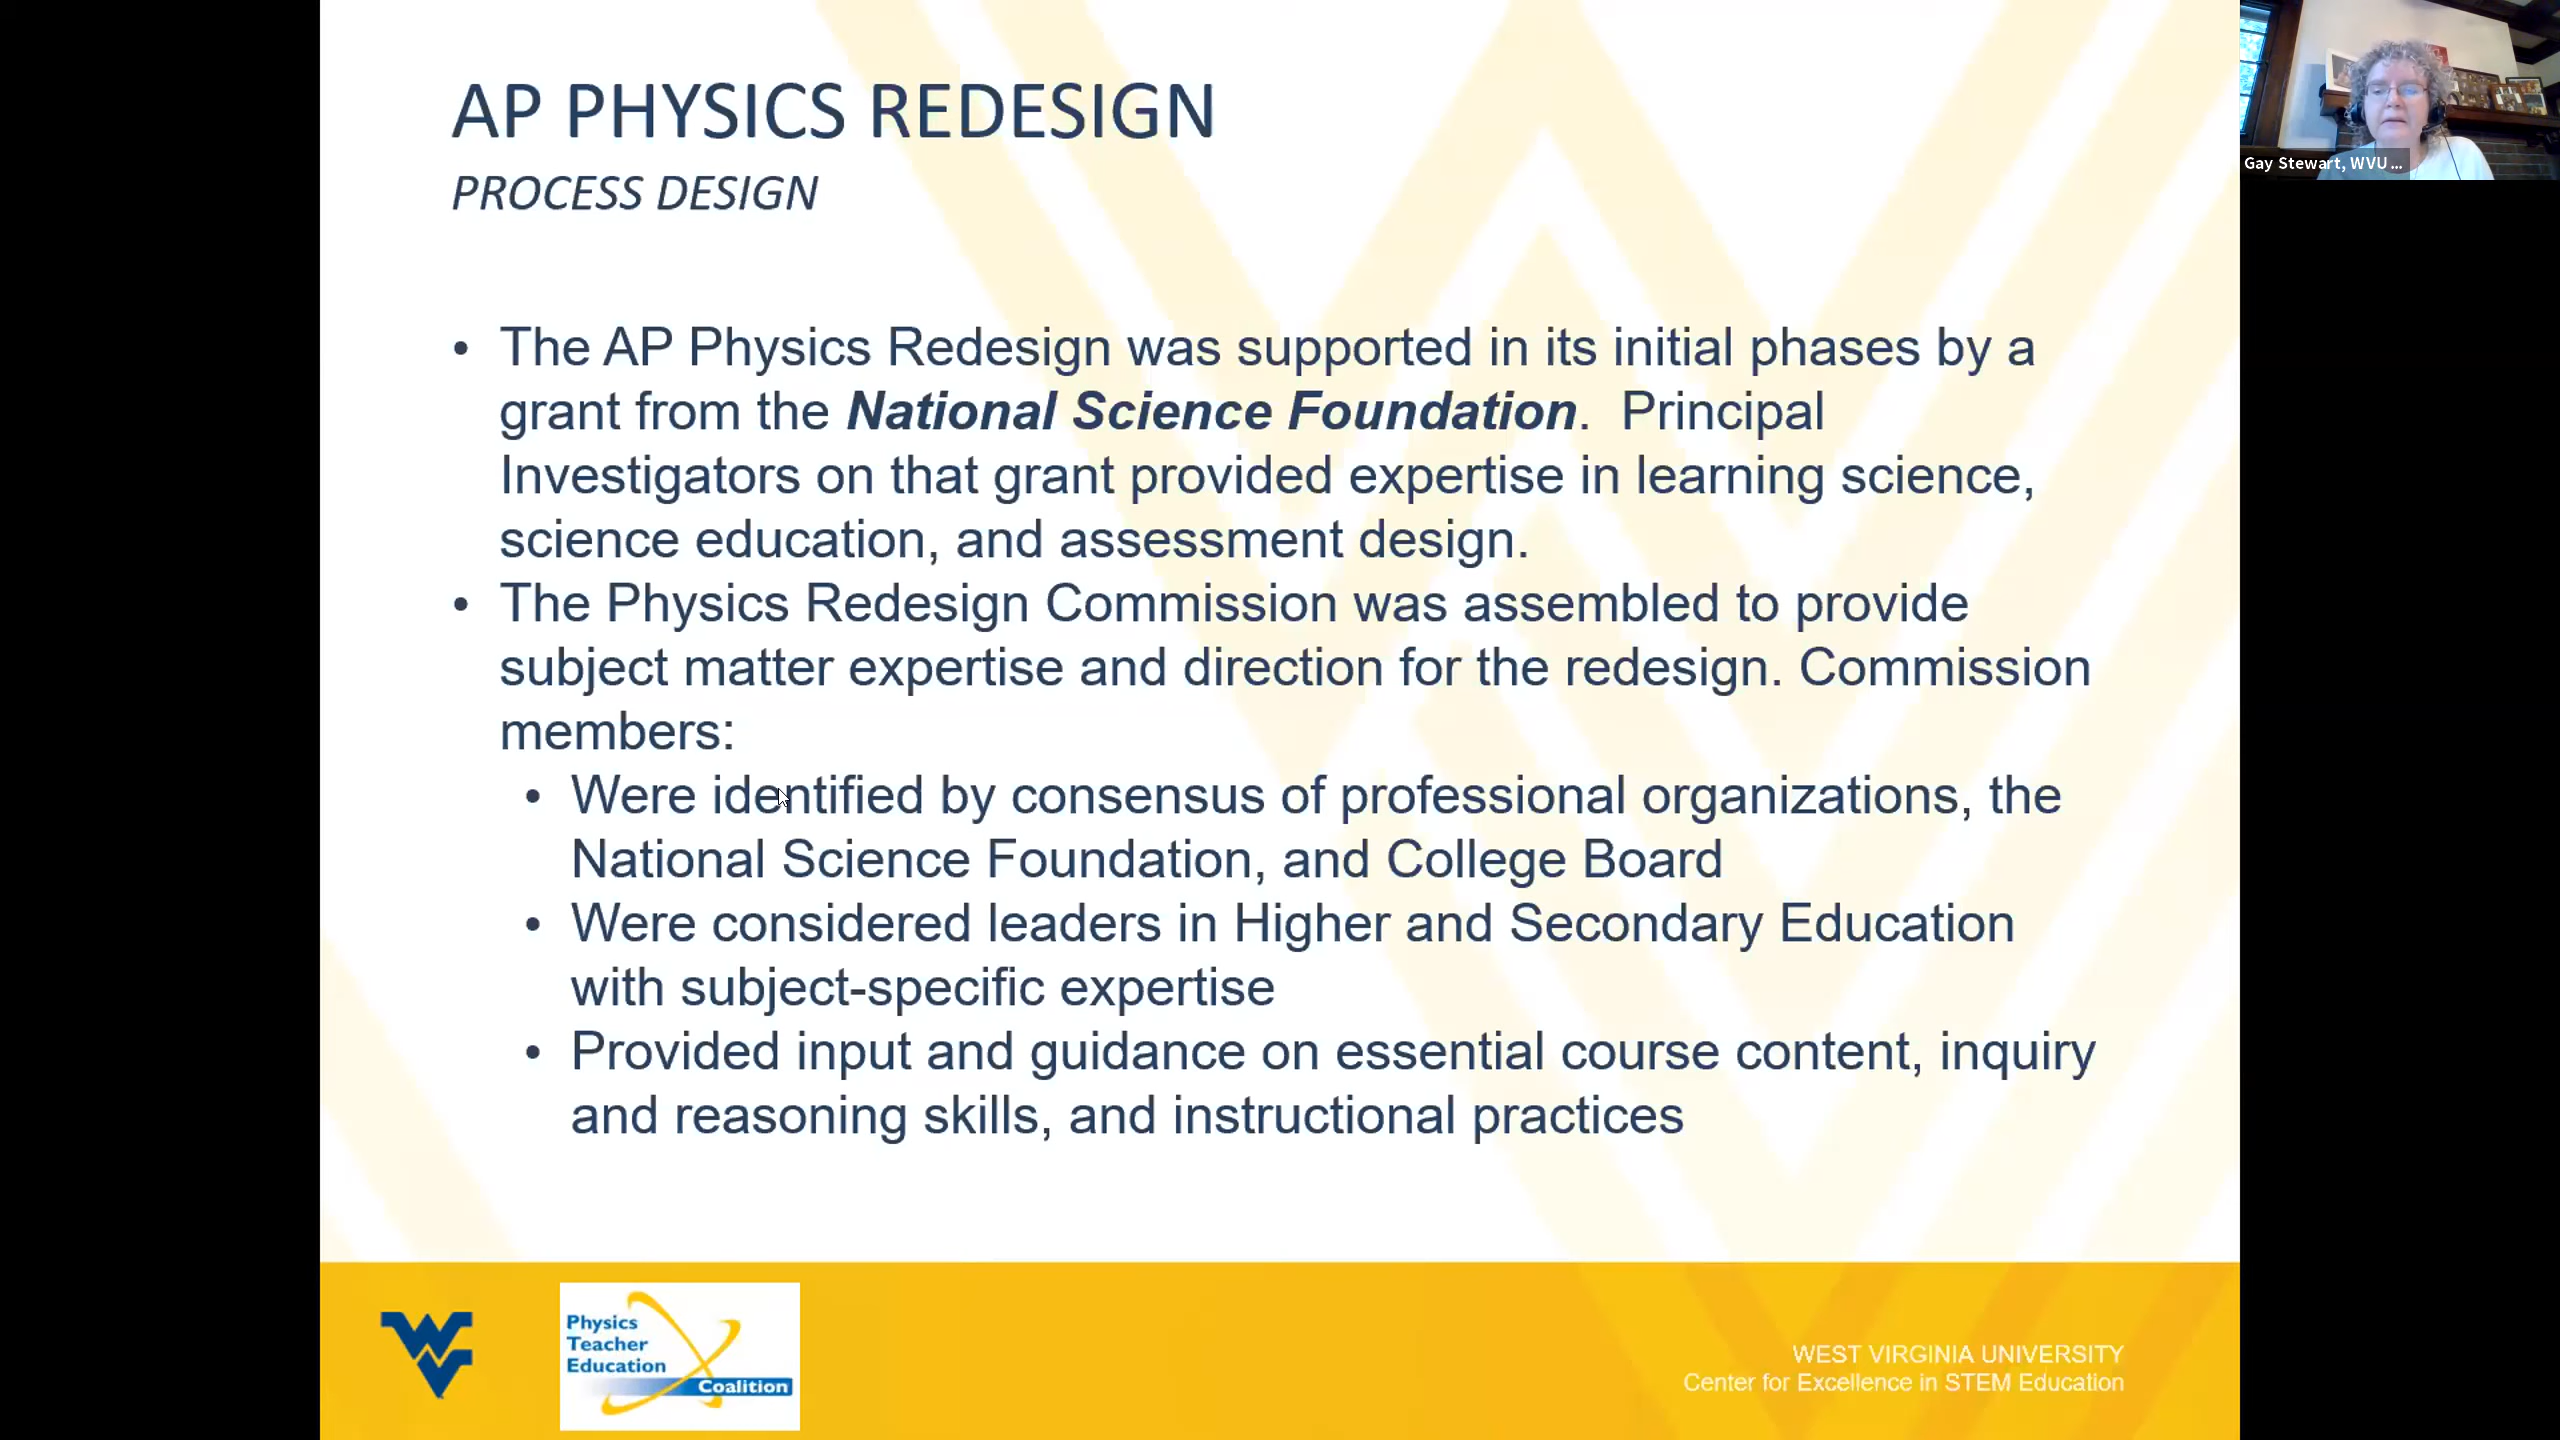 AP PHYSICS REDESIGN
PROCESS DESIGN
• The AP Physics Redesign was supported in its initial phases by a
grant from the National Science Foundation.  Principal
Investigators on that grant provided expertise in learning science,
science education, and assessment design.
• The Physics Redesign Commission was assembled to provide
subject matter expertise and direction for the redesign. Commission
members:
• Were identified by consensus of professional organizations, the
National Science Foundation, and College Board
• Were considered leaders in Higher and Secondary Education
with subject-specific expertise
• Provided input and guidance on essential course content, inquiry
and reasoning skills, and instructional practices
Gay Stewart, WVU ...
WV
Physics
Teacher
Education
Coalition
WEST VIRGINIA UNIVERSITY
Center for Excellence in STEM Education